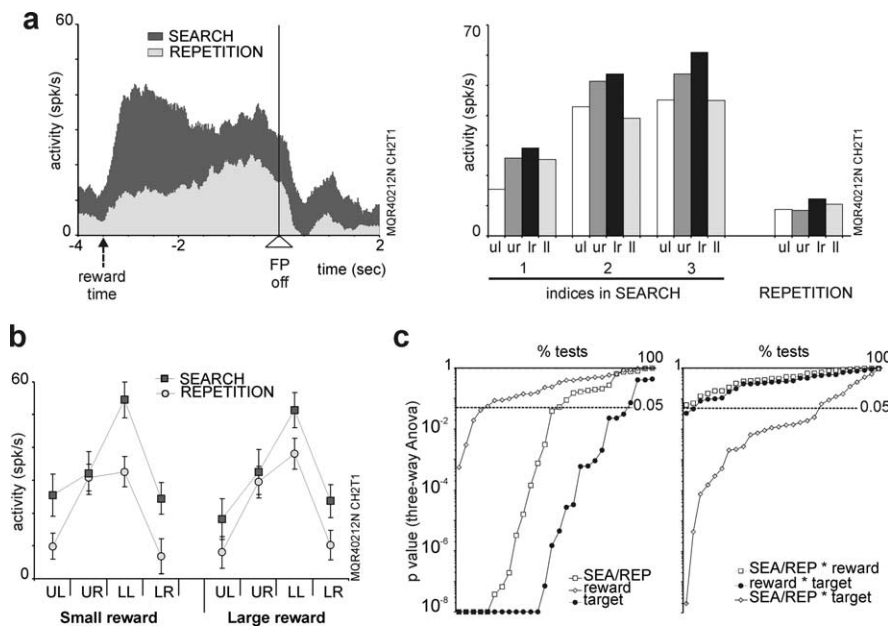 a
60
SEARCH
REPETITION
activity (spk/s)
0
-4
-2
2
reward
time
FP
off
time (sec)
MQR40212N CH2T1
70
activity (spk/s)
0
ul ur lr ll
ul ur lr ll
ul ur lr ll
ul ur lr ll
1
2
3
indices in SEARCH
REPETITION
MQR40212N CH2T1
b
SEARCH
REPETITION
60
activity (spk/s)
0
UL UR LL LR
UL UR LL LR
Small reward
Large reward
MQR40212N CH2T1
c
% tests
100
1
0.05
10-2
10-4
10-6
10-8
p value (three-way Anova)
SEA/REP
reward
target
% tests
100
1
0.05
SEA/REP * reward
reward * target
SEA/REP * target